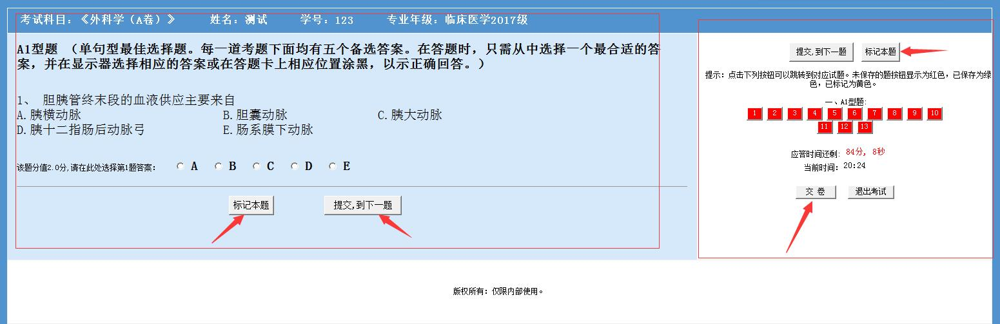 考试科目：《外科学（A卷）》 姓名：测试 学号：123 专业年级：临床医学2017级
A1型题 （单句型最佳选择题。每一道考题下面均有五个备选答案。在答题时，只需从中选择一个最合适的答
案，并在显示器选择相应的答案或在答题卡上相应位置涂黑，以示正确回答。）
1、 胆胰管终末段的血液供应主要来自
A.胰横动脉 B.胆囊动脉 C.胰大动脉
D.胰十二指肠后动脉弓 E.肠系膜下动脉
该题分值2.0分,请在此处选择第1题答案： A B C D E
标记本题 提交,到下一题
提交,到下一题 标记本题
提示：点击下列按钮可以跳转到对应试题。未保存的题按钮显示为红色，已保存为绿
色，已标记为黄色。
一、A1型题:
1 2 3 4 5 6 7 8 9 10
11 12 13
应答时间还剩: 84分, 8秒
当前时间: 20:24
交 卷 退出考试
版权所有：仅限内部使用。